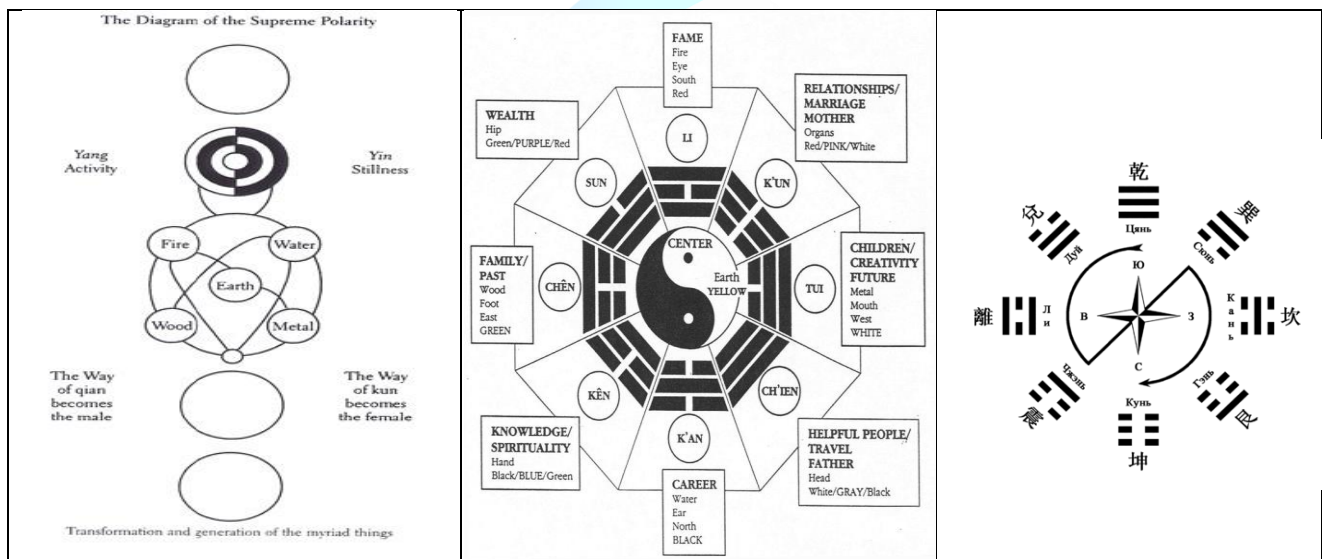 The Diagram of the Supreme Polarity
Yang
Activity
Yin
Stillness
Fire
Water
Earth
Wood
Metal
The Way
of qian
becomes
the male
The Way
of kun
becomes
the female
Transformation and generation of the myriad things
FAME
Fire
Eye
South
Red
WEALTH
Hip
Green/PURPLE/Red
RELATIONSHIPS/
MARRIAGE
MOTHER
Organs
Red/PINK/White
LI
SUN
K'UN
FAMILY/
PAST
Wood
Foot
East
GREEN
CHÊN
CENTER
Earth
YELLOW
TUI
CHILDREN/
CREATIVITY
FUTURE
Metal
Mouth
West
WHITE
KÊN
K'AN
CH'IEN
KNOWLEDGE/
SPIRITUALITY
Hand
Black/BLUE/Green
CAREER
Water
Ear
North
BLACK
HELPFUL PEOPLE/
TRAVEL
FATHER
Head
White/GRAY/Black
乾
Цянь
兌
Дуй
巽
Сюнь
離
Ли
坎
Кань
震
Чжэнь
艮
Гэнь
Кунь
坤
Ю
В
З
С